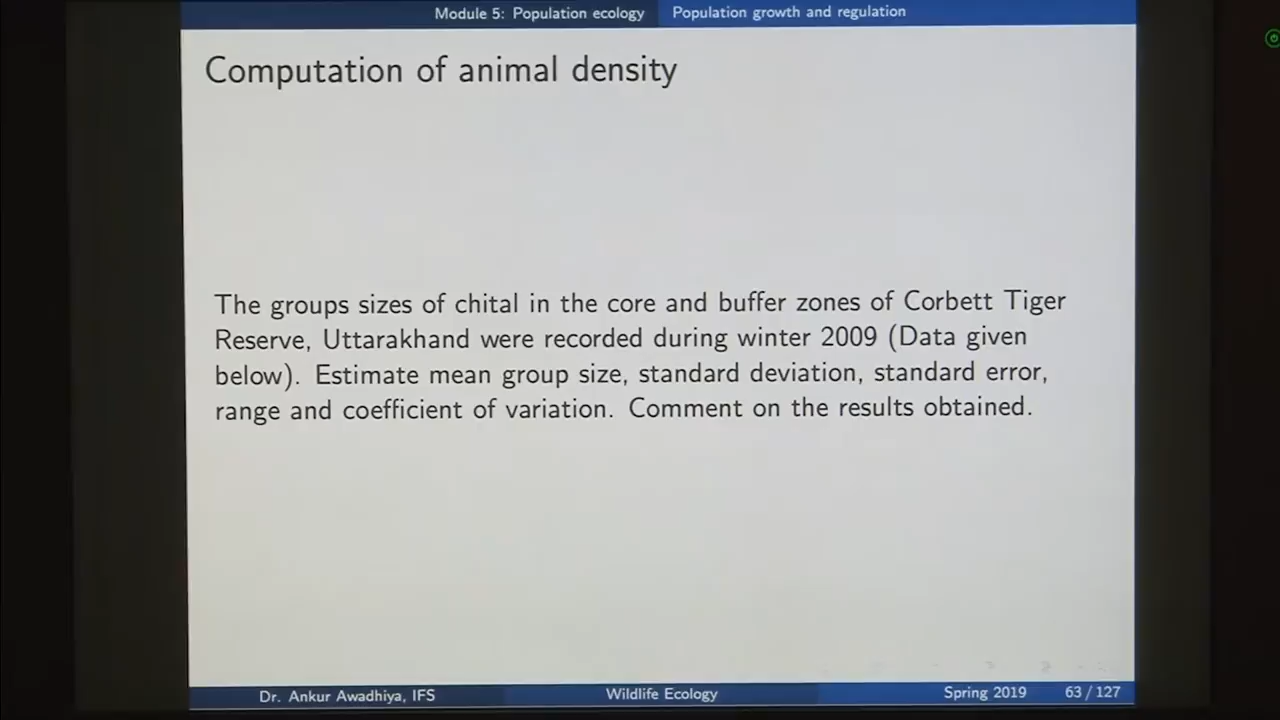 Module 5: Population ecology Population growth and regulation
Computation of animal density
The groups sizes of chital in the core and buffer zones of Corbett Tiger
Reserve, Uttarakhand were recorded during winter 2009 (Data given
below). Estimate mean group size, standard deviation, standard error,
range and coefficient of variation. Comment on the results obtained.
Dr. Ankur Awadhiya, IFS Wildlife Ecology Spring 2019 63 / 127